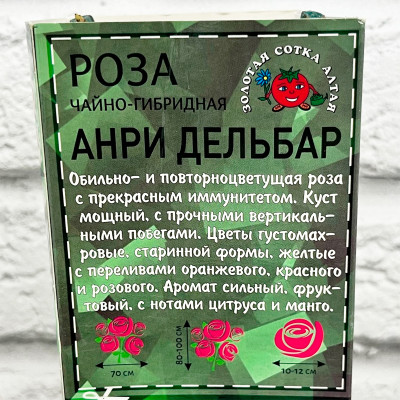 РОЗА
ЧАЙНО-ГИБРИДНАЯ
ЗОЛОТАЯ СОТКА АЛТАЯ
АНРИ ДЕЛЬБАР
Обильно- и повторноцветущая роза
с прекрасным иммунитетом. Куст
мощный, с прочными вертикаль-
ными побегами. Цветы густомах-
ровые, старинной формы, желтые
с переливами оранжевого, красного
и розового. Аромат сильный, фрук-
товый, с нотами цитруса и манго.
70 СМ
80-100 СМ
10-12 СМ